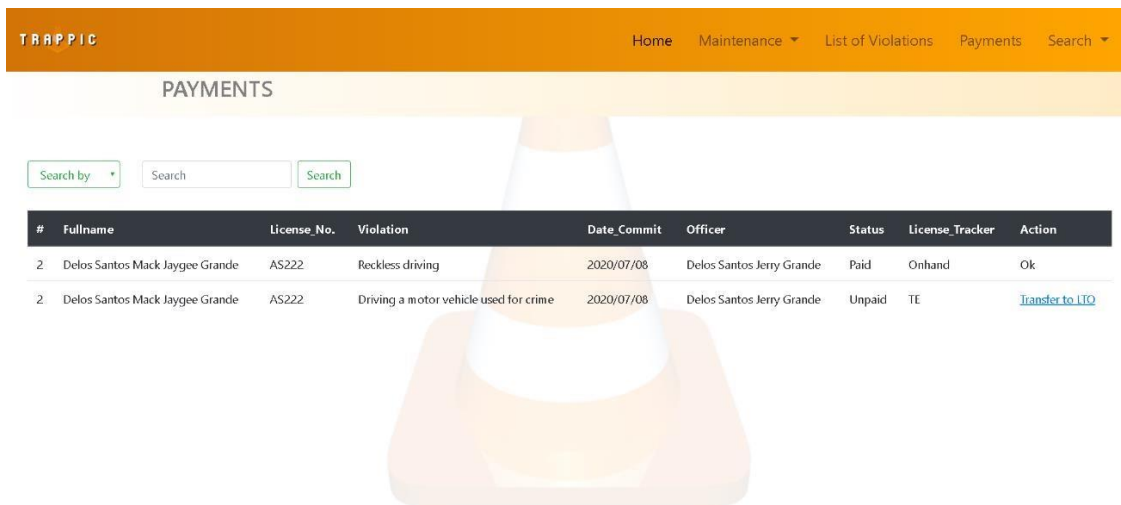 TRAPPIC
Home Maintenance List of Violations Payments Search
PAYMENTS
Search by Search Search
# Fullname License_No. Violation Date_Commit Officer Status License_Tracker Action
2 Delos Santos Mack Jaygee Grande AS222 Reckless driving 2020/07/08 Delos Santos Jerry Grande Paid Onhand Ok
2 Delos Santos Mack Jaygee Grande AS222 Driving a motor vehicle used for crime 2020/07/08 Delos Santos Jerry Grande Unpaid TE Transfer to LTO